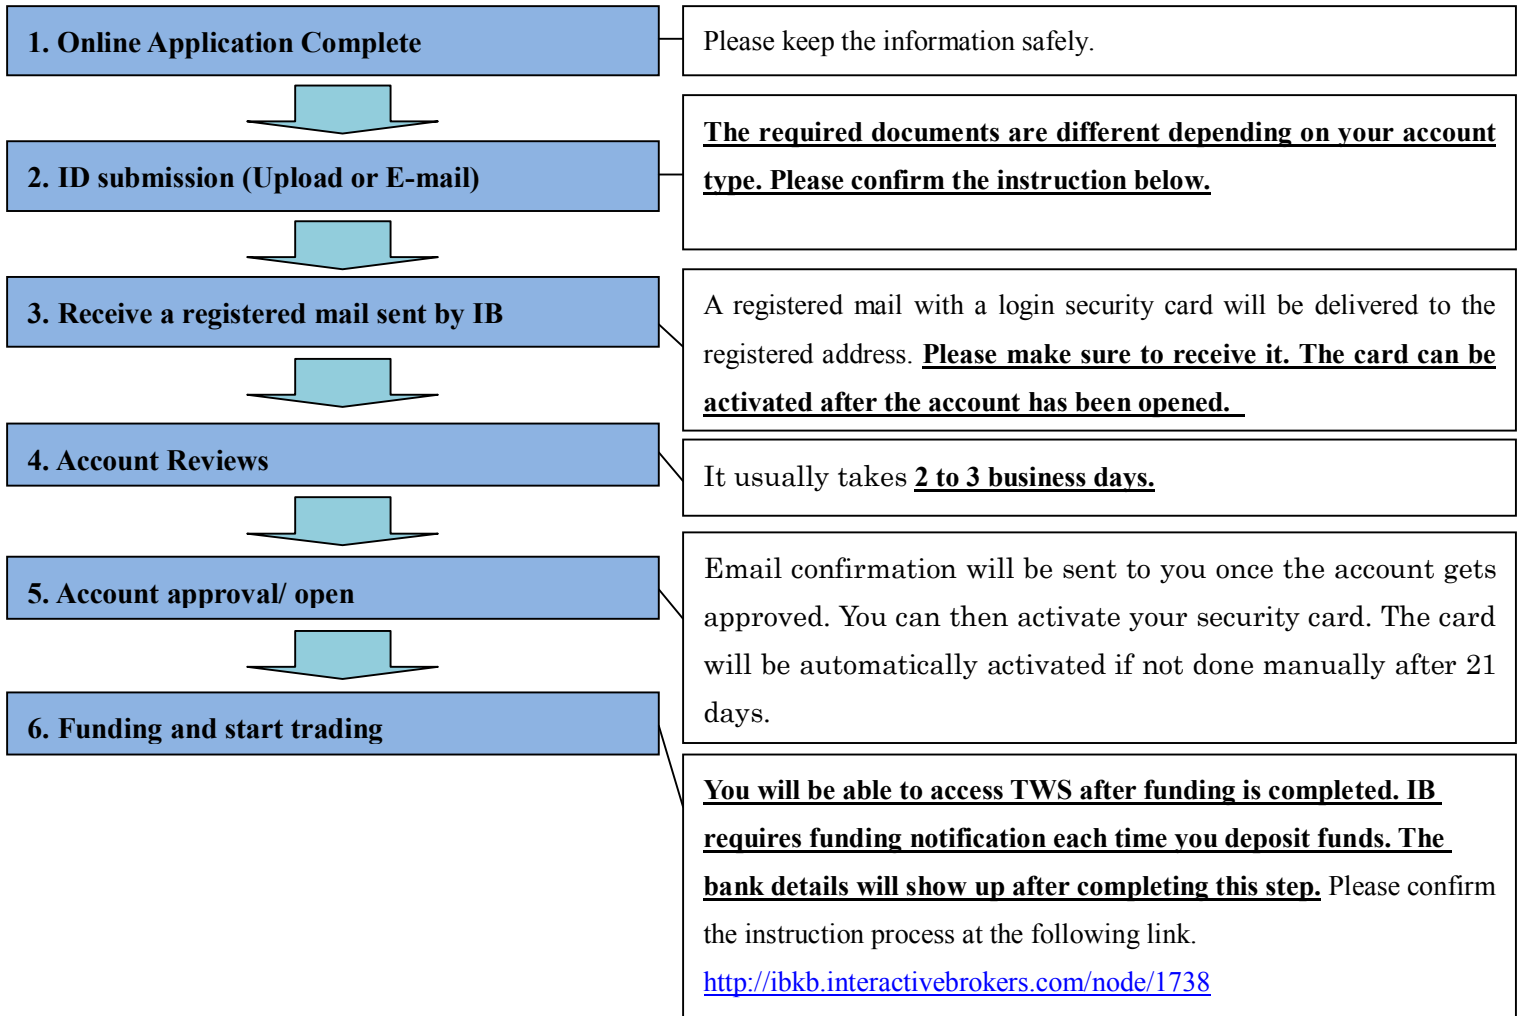 1. Online Application Complete
Please keep the information safely.
2. ID submission (Upload or E-mail)
The required documents are different depending on your account
type. Please confirm the instruction below.
3. Receive a registered mail sent by IB
A registered mail with a login security card will be delivered to the
registered address. Please make sure to receive it. The card can be
activated after the account has been opened.
4. Account Reviews
It usually takes 2 to 3 business days.
5. Account approval/ open
Email confirmation will be sent to you once the account gets
approved. You can then activate your security card. The card
will be automatically activated if not done manually after 21
days.
6. Funding and start trading
You will be able to access TWS after funding is completed. IB
requires funding notification each time you deposit funds. The
bank details will show up after completing this step. Please confirm
the instruction process at the following link.
http://ibkb.interactivebrokers.com/node/1738